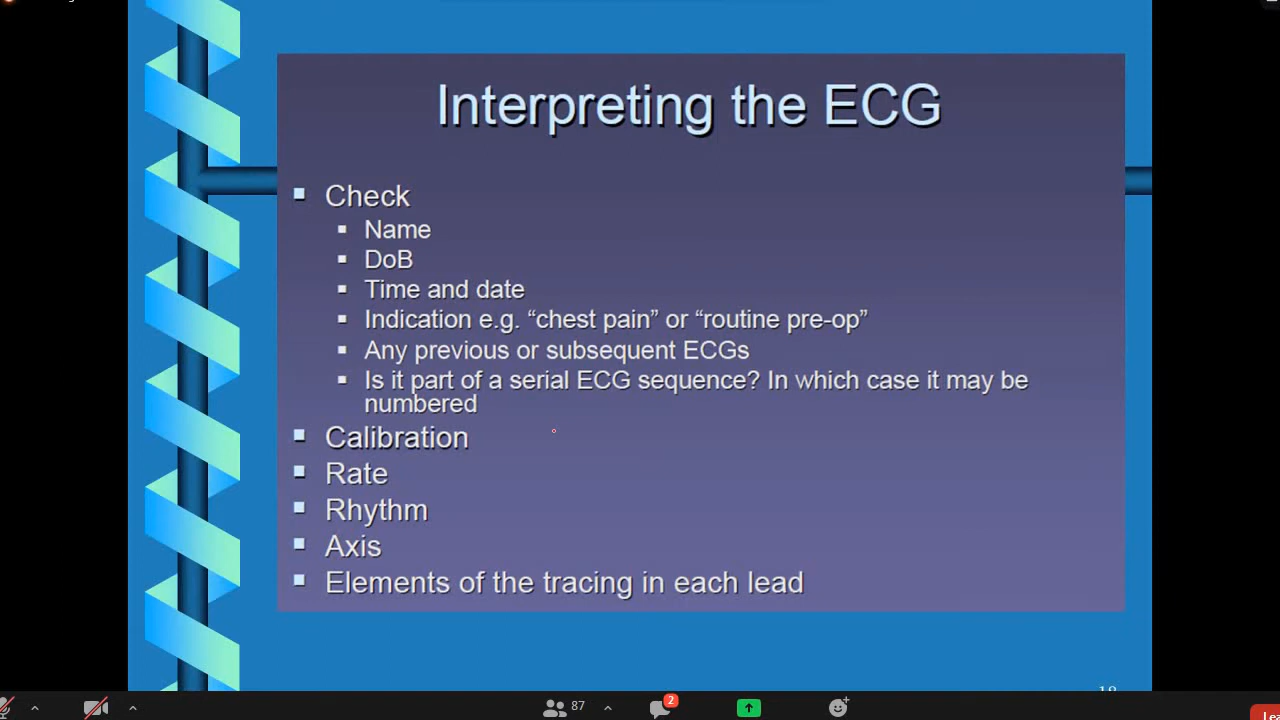 Interpreting the ECG
Check
Name
DoB
Time and date
Indication e.g. “chest pain” or “routine pre-op”
Any previous or subsequent ECGs
Is it part of a serial ECG sequence? In which case it may be
numbered
Calibration
Rate
Rhythm
Axis
Elements of the tracing in each lead
87
2